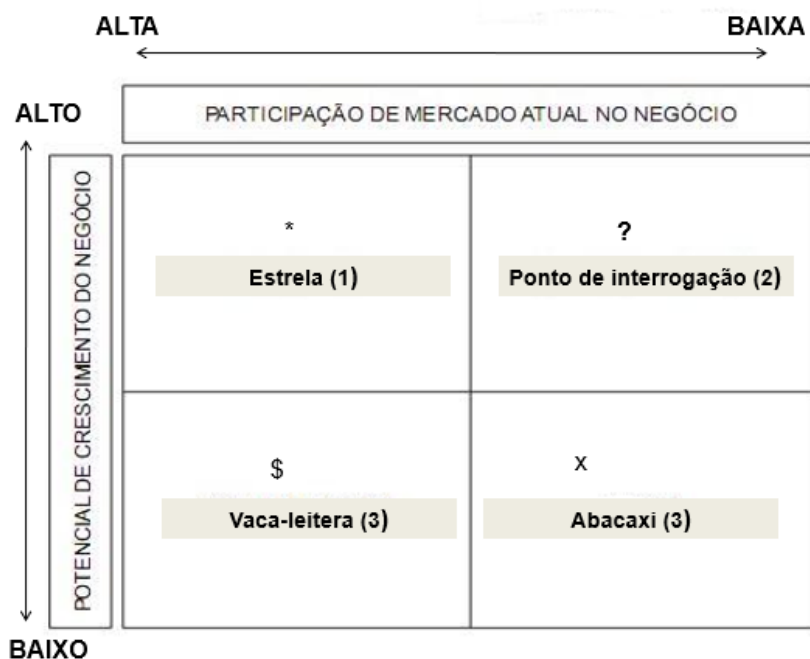 ALTA
BAIXA
ALTO
PARTICIPAÇÃO DE MERCADO ATUAL NO NEGÓCIO
POTENCIAL DE CRESCIMENTO DO NEGÓCIO
*
?
Estrela (1)
Ponto de interrogação (2)
$
X
Vaca-leitera (3)
Abacaxi (3)
BAIXO